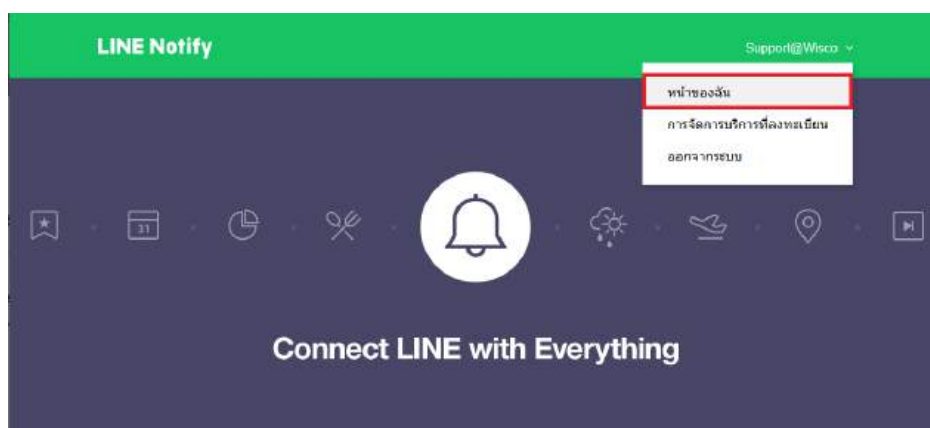 LINE Notify
Support@Wisco
หน้าของฉัน
การจัดการบริการที่ลงทะเบียน
ออกจากระบบ
31
Connect LINE with Everything